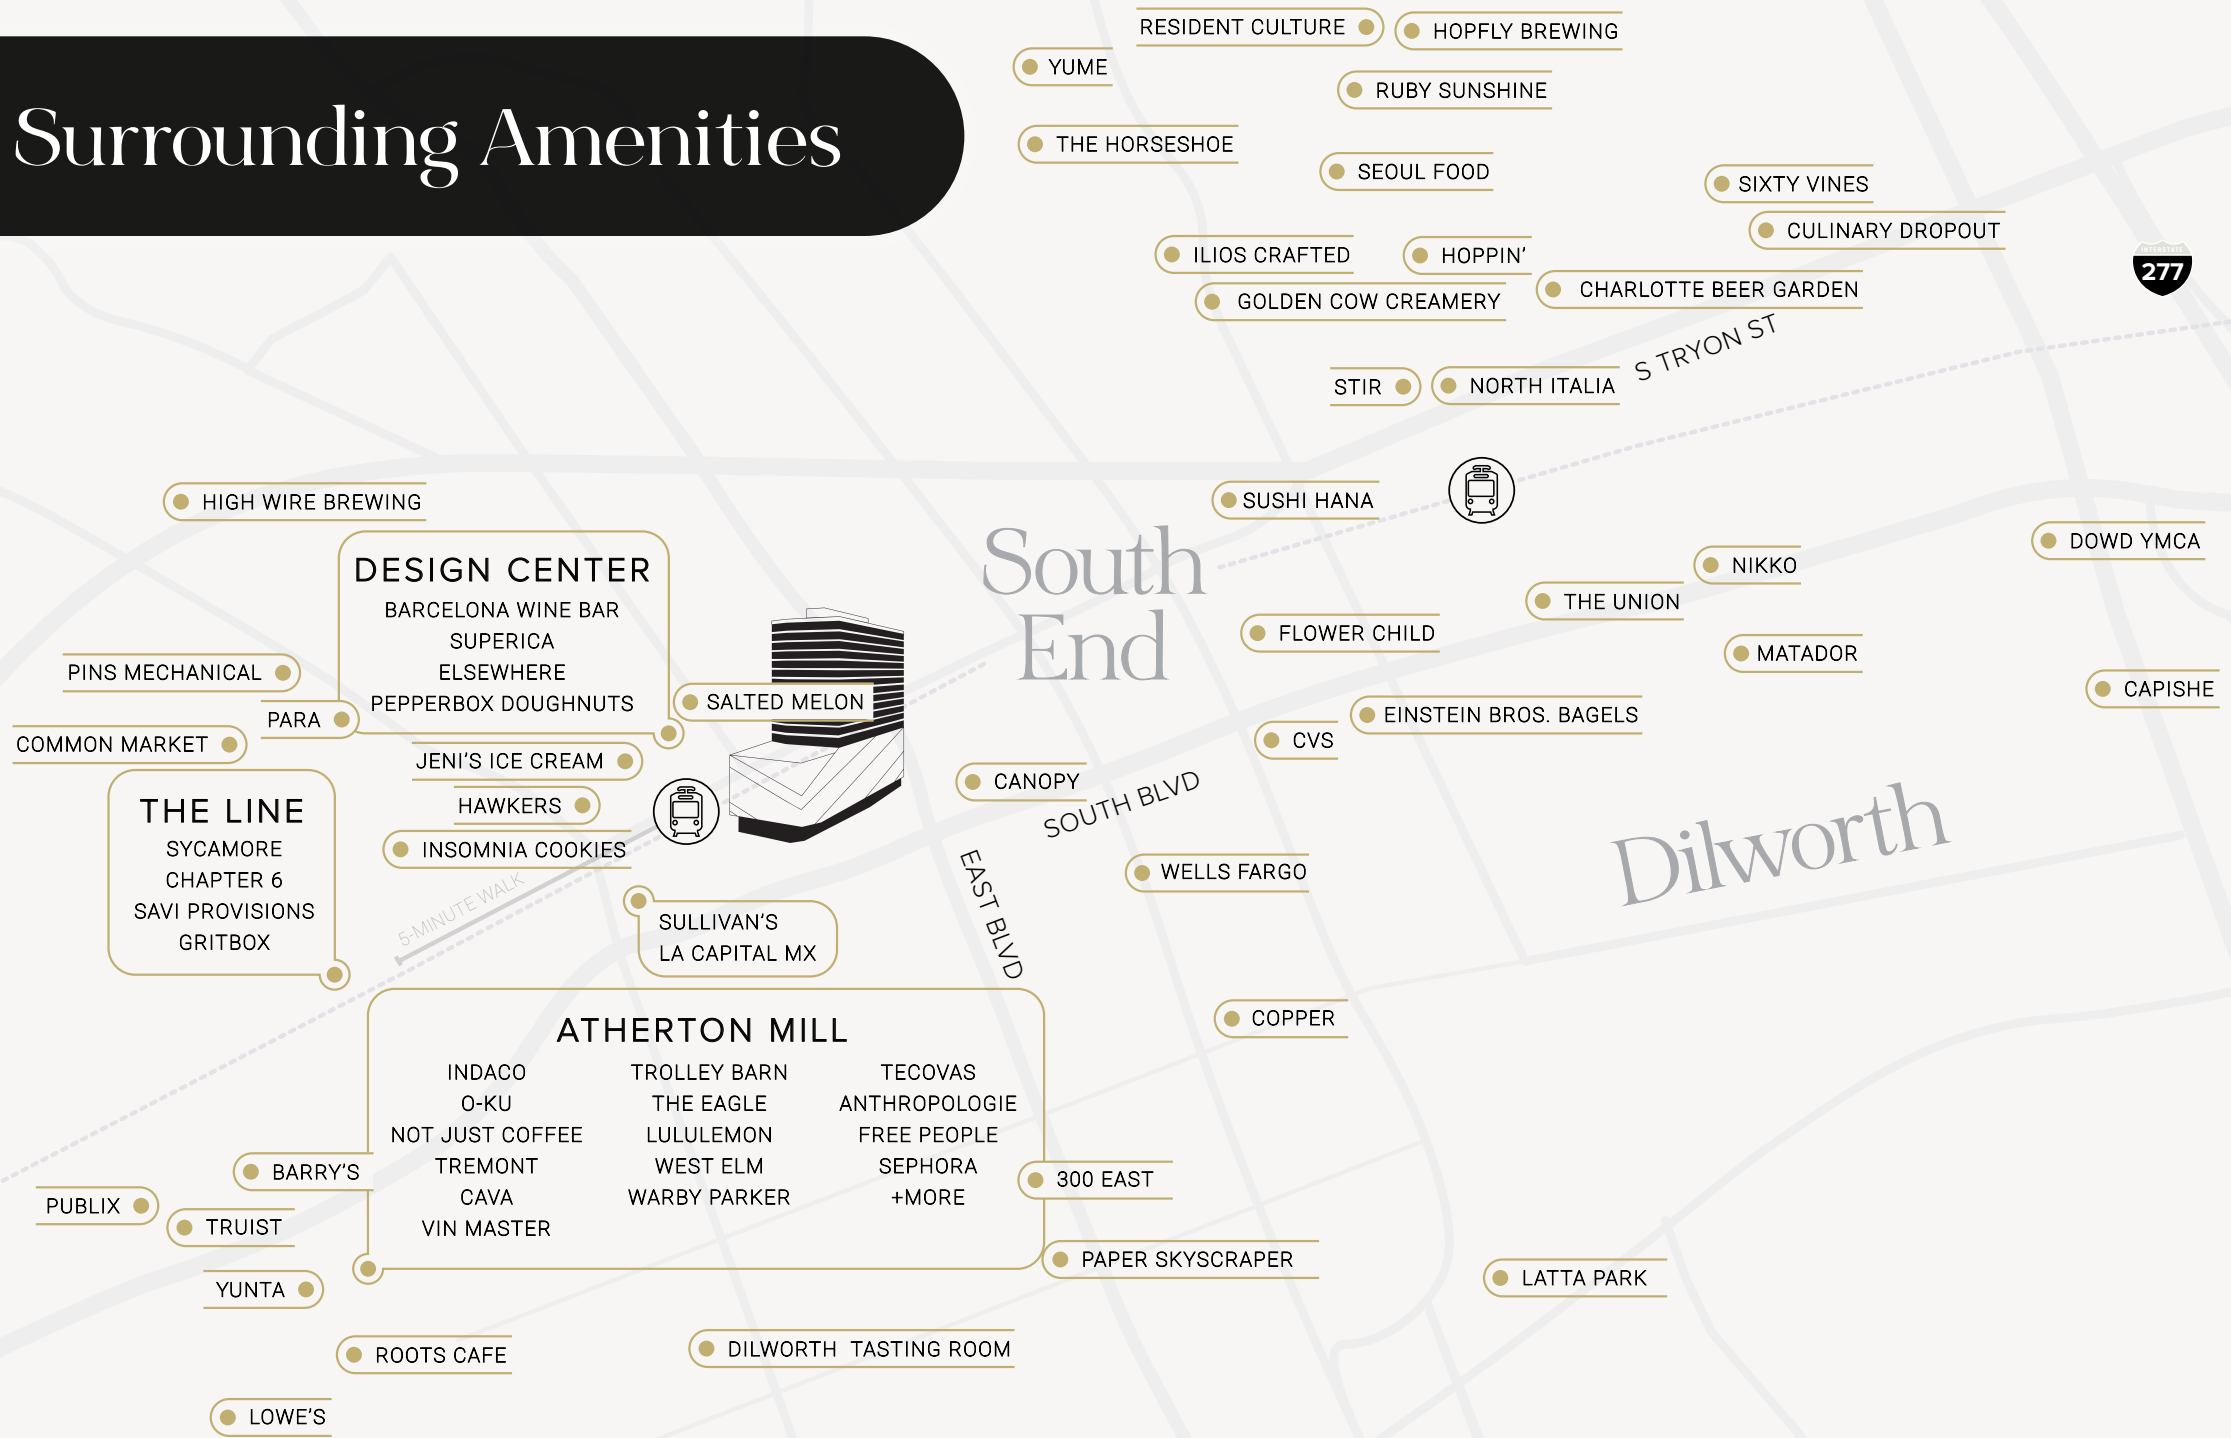 Surrounding Amenities
RESIDENT CULTURE
HOPFLY BREWING
YUME
RUBY SUNSHINE
THE HORSESHOE
SEOUL FOOD
SIXTY VINES
CULINARY DROPOUT
ILIOS CRAFTED
HOPPIN'
INTERSTATE
277
CHARLOTTE BEER GARDEN
GOLDEN COW CREAMERY
S TRYON ST
STIR
NORTH ITALIA
HIGH WIRE BREWING
SUSHI HANA
South
End
DOWD YMCA
NIKKO
THE UNION
FLOWER CHILD
MATADOR
CAPISHE
EINSTEIN BROS. BAGELS
CVS
CANOPY
SOUTH BLVD
DESIGN CENTER
BARCELONA WINE BAR
SUPERICA
ELSEWHERE
PEPPERBOX DOUGHNUTS
SALTED MELON
PINS MECHANICAL
PARA
COMMON MARKET
JENI'S ICE CREAM
HAWKERS
INSOMNIA COOKIES
5-MINUTE WALK
THE LINE
SYCAMORE
CHAPTER 6
SAVI PROVISIONS
GRITBOX
SULLIVAN'S
LA CAPITAL MX
EAST BLVD
WELLS FARGO
Dilworth
COPPER
ATHERTON MILL
INDACO
O-KU
NOT JUST COFFEE
TREMONT
CAVA
VIN MASTER
TROLLEY BARN
THE EAGLE
LULULEMON
WEST ELM
WARBY PARKER
TECOVAS
ANTHROPOLOGIE
FREE PEOPLE
SEPHORA
+MORE
BARRY'S
300 EAST
PUBLIX
TRUIST
PAPER SKYSCRAPER
LATTA PARK
YUNTA
ROOTS CAFE
DILWORTH TASTING ROOM
LOWE'S